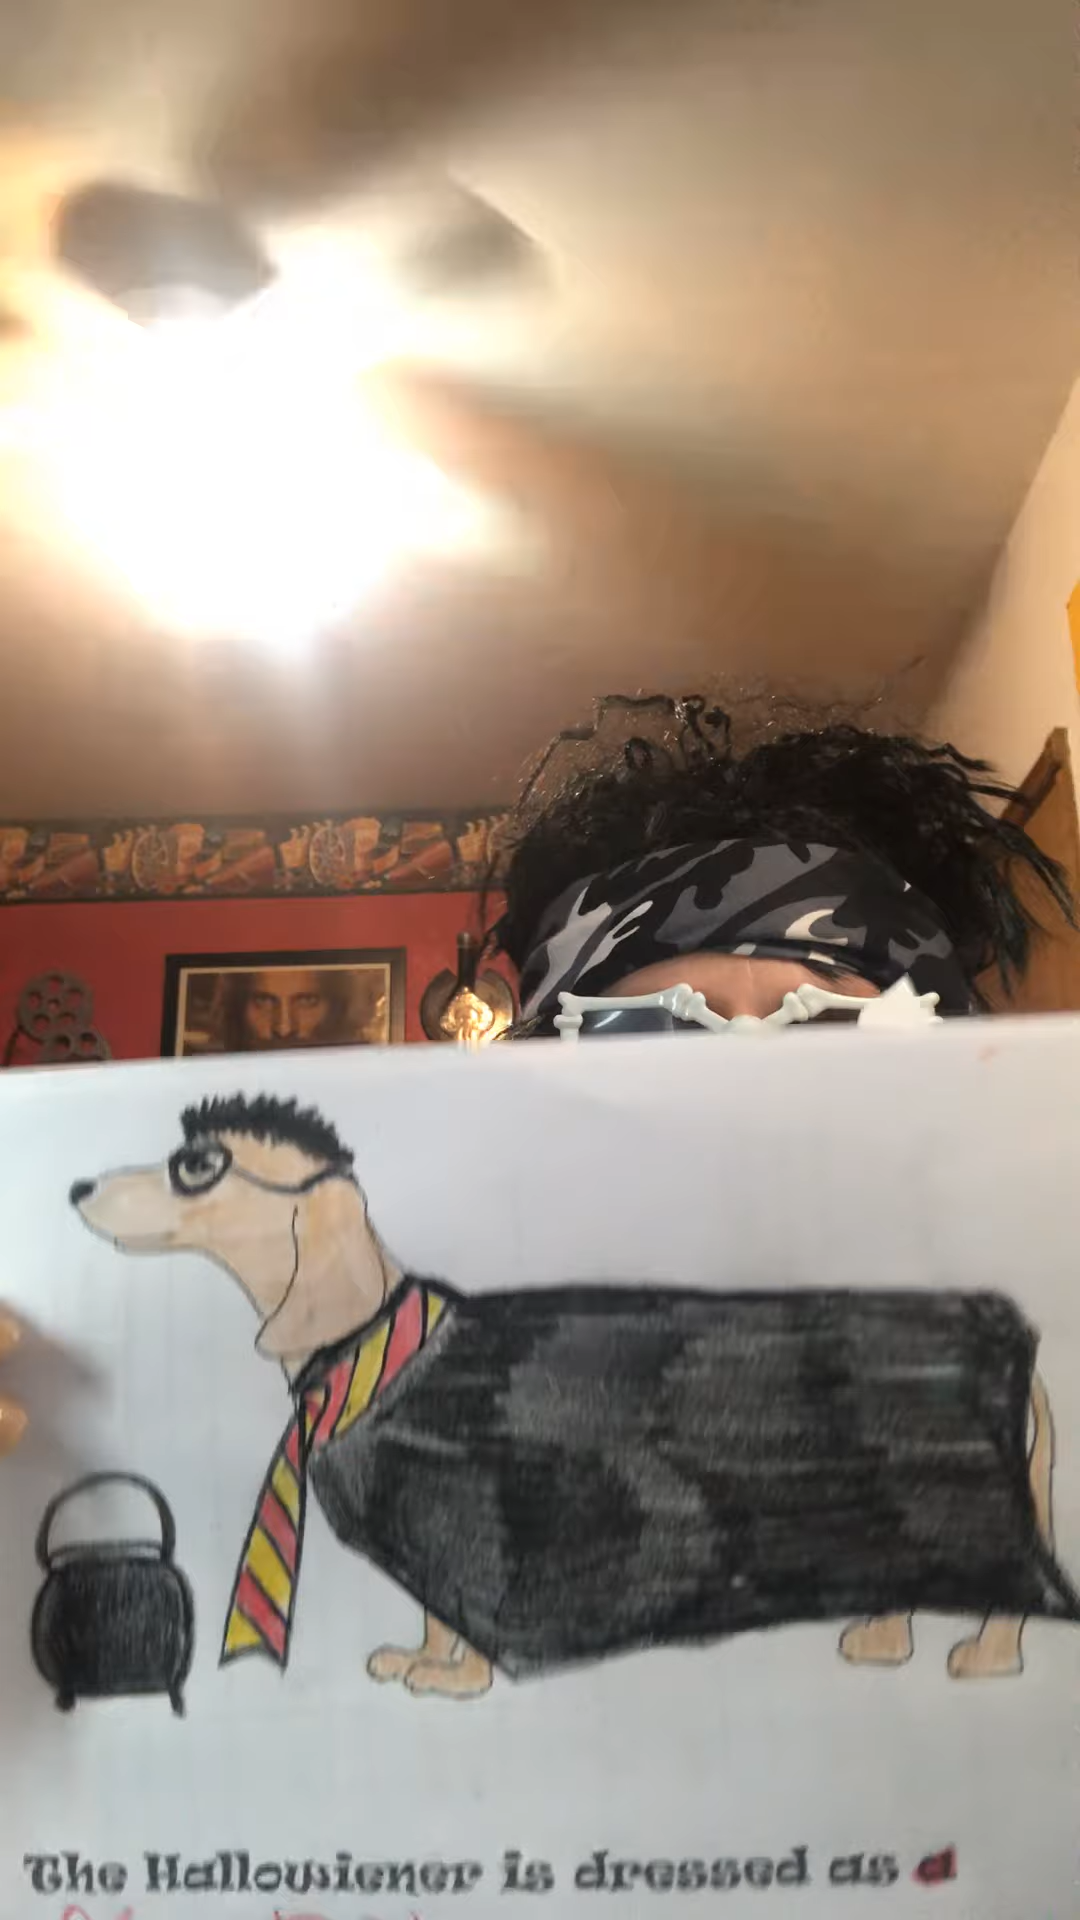 The Hallowiener is dressed as a